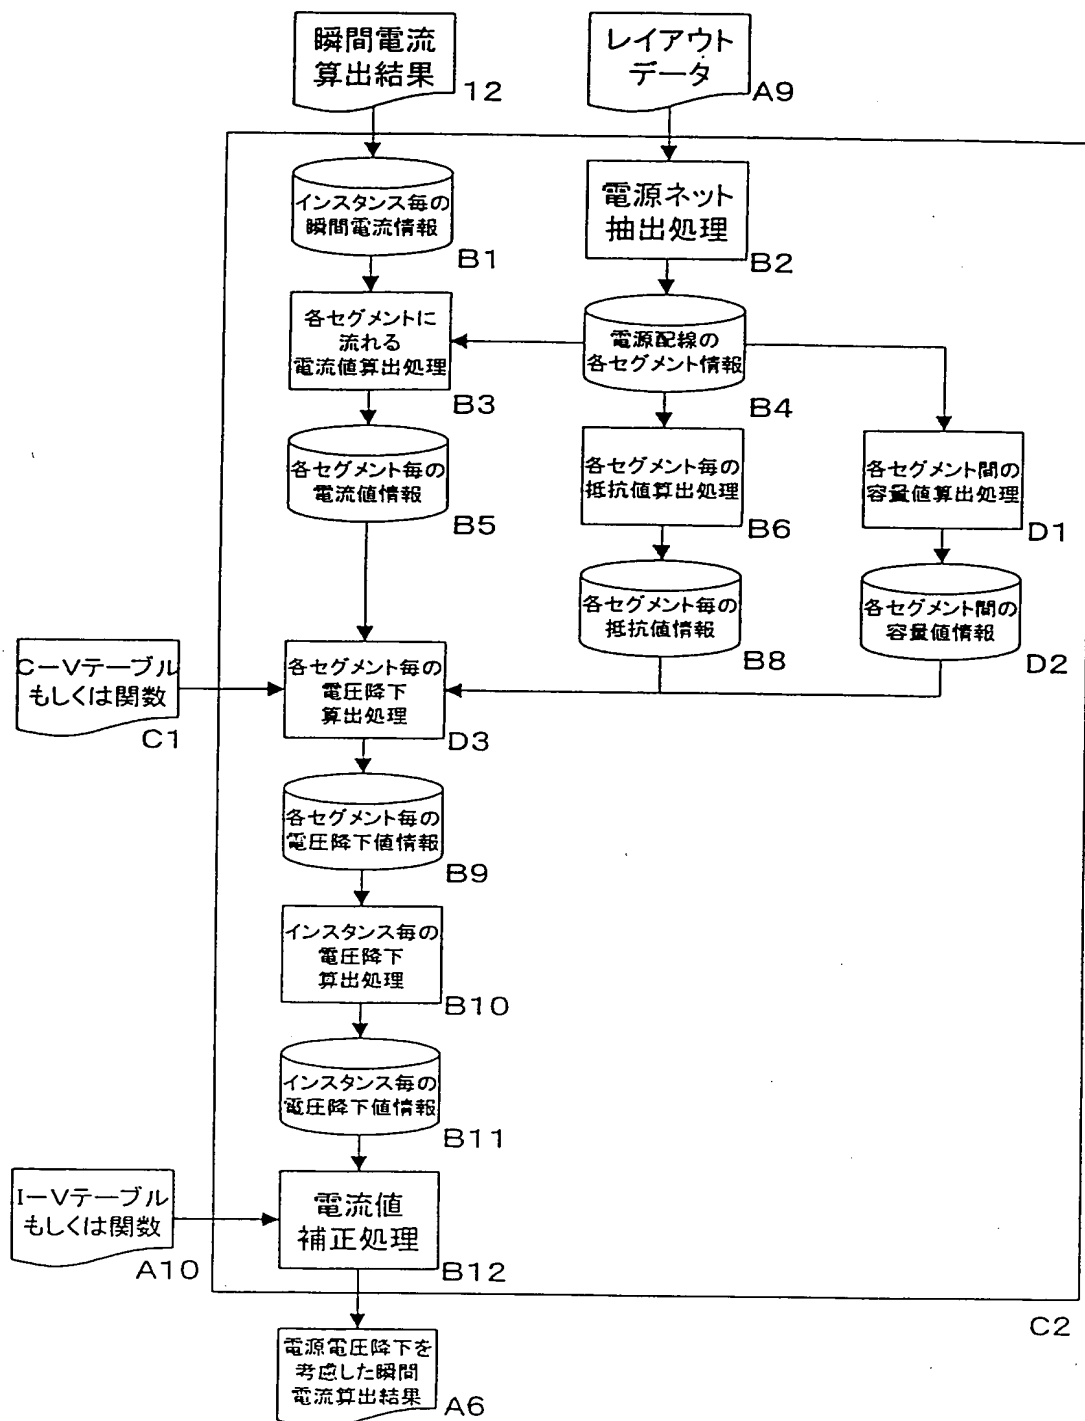 瞬間電流
算出結果
12
レイアウト
データ
A9
インスタンス毎の
瞬間電流情報
B1
電源ネット
抽出処理
B2
各セグメントに
流れる
電流値算出処理
B3
電源配線の
各セグメント情報
B4
各セグメント毎の
電流値情報
B5
各セグメント毎の
抵抗値算出処理
B6
各セグメント間の
容量値算出処理
D1
各セグメント毎の
抵抗値情報
B8
各セグメント間の
容量値情報
D2
C−Vテーブル
もしくは関数
C1
各セグメント毎の
電圧降下
算出処理
D3
各セグメント毎の
電圧降下値情報
B9
インスタンス毎の
電圧降下
算出処理
B10
インスタンス毎の
電圧降下値情報
B11
I−Vテーブル
もしくは関数
A10
電流値
補正処理
B12
C2
電源電圧降下を
考慮した瞬間
電流算出結果
A6